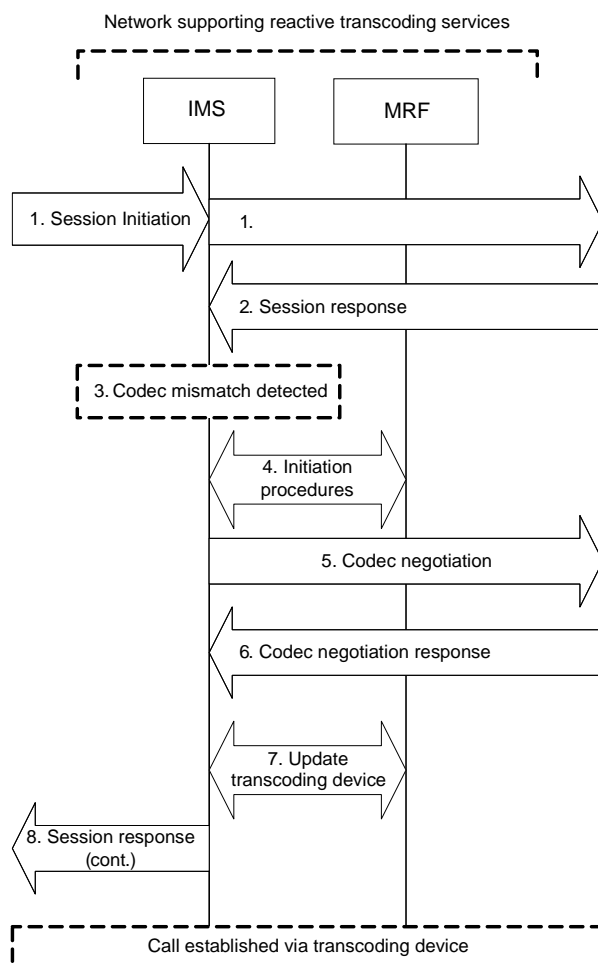 Network supporting reactive transcoding services
IMS
MRF
1. Session Initiation
1.
2. Session response
3. Codec mismatch detected
4. Initiation
procedures
5. Codec negotiation
6. Codec negotiation response
7. Update
transcoding device
8. Session response
(cont.)
Call established via transcoding device